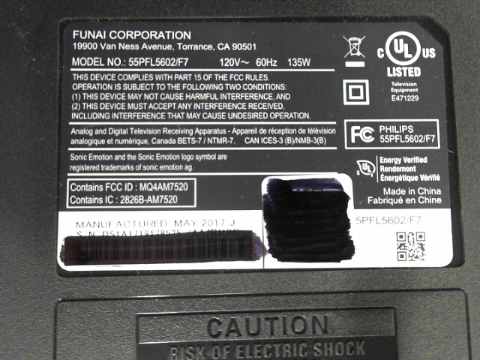 FUNAI CORPORATION
19900 Van Ness Avenue, Torrance, CA 90501
MODEL NO.: 55PFL5602/F7 120V~ 60Hz 135W
THIS DEVICE COMPLIES WITH PART 15 OF THE FCC RULES.
OPERATION IS SUBJECT TO THE FOLLOWING TWO CONDITIONS:
(1) THIS DEVICE MAY NOT CAUSE HARMFUL INTERFERENCE, AND
(2) THIS DEVICE MUST ACCEPT ANY INTERFERENCE RECEIVED,
INCLUDING INTERFERENCE THAT MAY CAUSE UNDESIRED OPERATION.
Analog and Digital Television Receiving Apparatus - Appareil de réception de télévision
analogique et numérique, Canada BETS-7 / NTMR-7. CAN ICES-3 (B)/NMB-3(B)
Sonic Emotion and the Sonic Emotion logo symbol are
registered trademarks of sonic emotion ag.
Contains FCC ID : MQ4AM7520
Contains IC : 2826B-AM7520
MANUFACTURED MAY 2017 J
S. N.
C UL US
LISTED
Television
Equipment
E471229
FC PHILIPS
55PFL5602/F7
UL Energy Verified
Rendement
Énergétique Vérifié
Made in China
Fabriqué en Chine
5PFL5602/F7
CAUTION
RISK OF ELECTRIC SHOCK